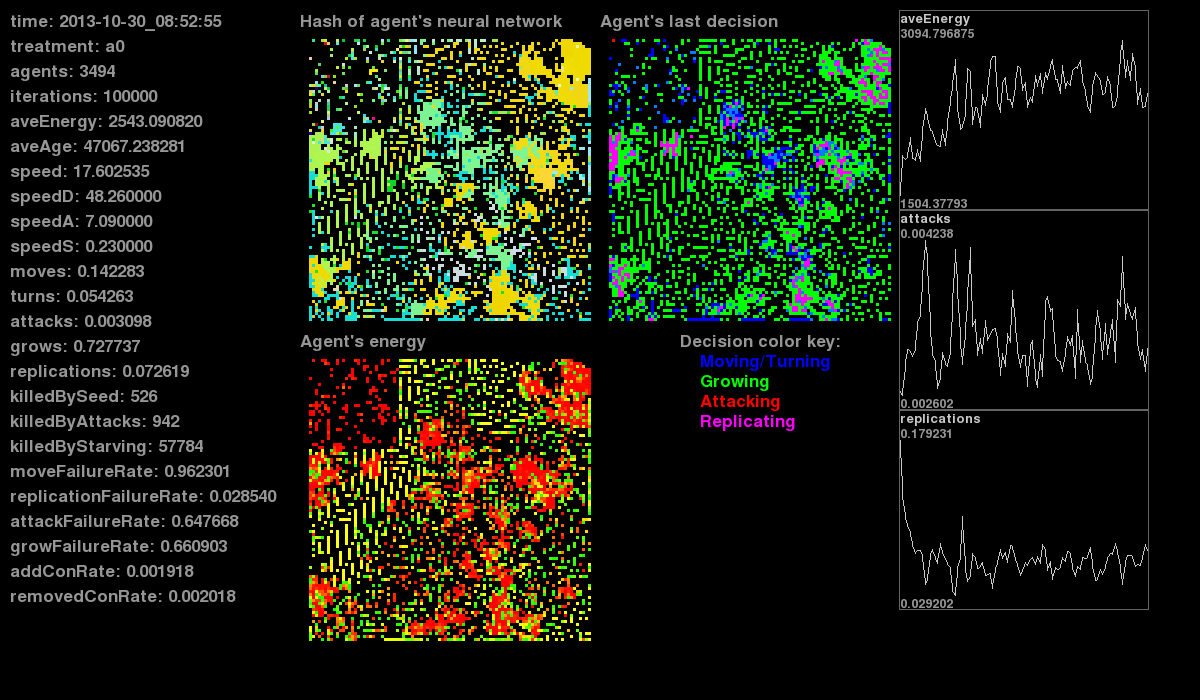 time: 2013-10-30_08:52:55
treatment: a0
agents: 3494
iterations: 100000
aveEnergy: 2543.090820
aveAge: 47067.238281
speed: 17.602535
speedD: 48.260000
speedA: 7.090000
speedS: 0.230000
moves: 0.142283
turns: 0.054263
attacks: 0.003098
grows: 0.727737
replications: 0.072619
killedBySeed: 526
killedByAttacks: 942
killedByStarving: 57784
moveFailureRate: 0.962301
replicationFailureRate: 0.028540
attackFailureRate: 0.647668
growFailureRate: 0.660903
addConRate: 0.001918
removedConRate: 0.002018
Hash of agent's neural network
Agent's last decision
Agent's energy
Decision color key:
Moving/Turning
Growing
Attacking
Replicating
aveEnergy
3094.796875
1504.37793
attacks
0.004238
0.002602
replications
0.179231
0.029202